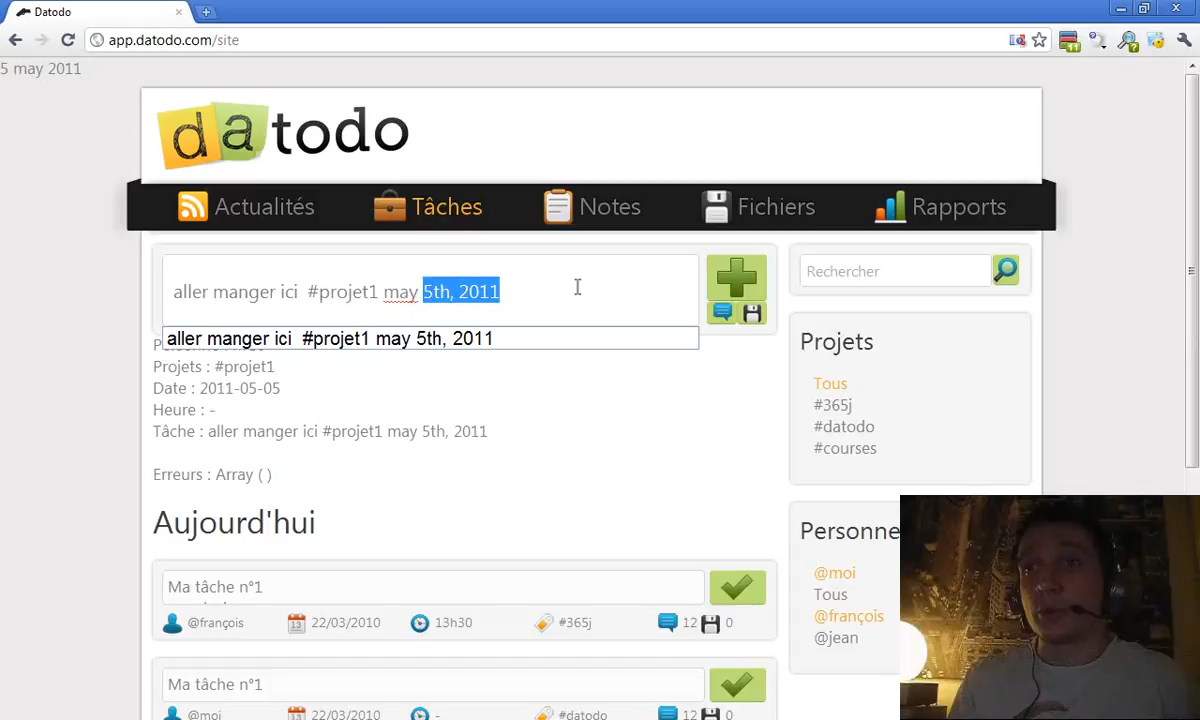 Datodo
app.datodo.com/site
11
5 may 2011
datodo
Actualités Tâches Notes Fichiers Rapports
aller manger ici #projet1 may 5th, 2011
aller manger ici #projet1 may 5th, 2011
Projets : #projet1
Date : 2011-05-05
Heure : -
Tâche : aller manger ici #projet1 may 5th, 2011
Erreurs : Array ( )
Aujourd'hui
Ma tâche n°1
@françois 13 22/03/2010 13h30 #365j 12 0
Ma tâche n°1
@moi 13 22/03/2010 - #datodo 12 0
Rechercher
Projets
Tous
#365j
#datodo
#courses
Personne
@moi
Tous
@françois
@jean